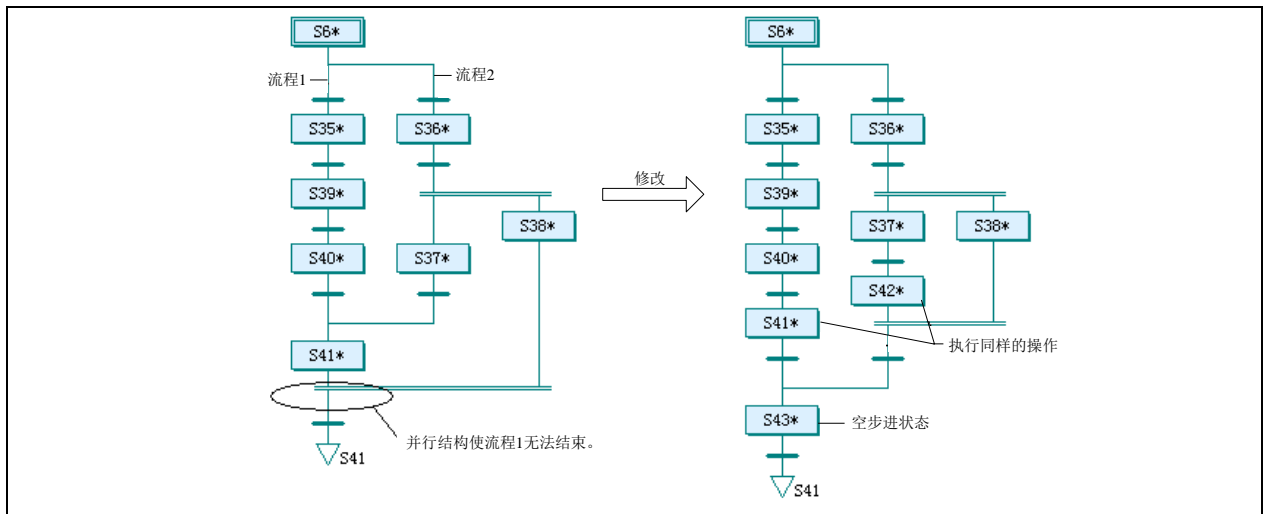 S6*
流程1
流程2
S35*
S36*
S39*
S38*
S40*
S37*
S41*
并行结构使流程1无法结束。
S41
修改
S6*
S35*
S36*
S39*
S37*
S38*
S40*
S42*
S41*
执行同样的操作
S43*
空步进状态
S41